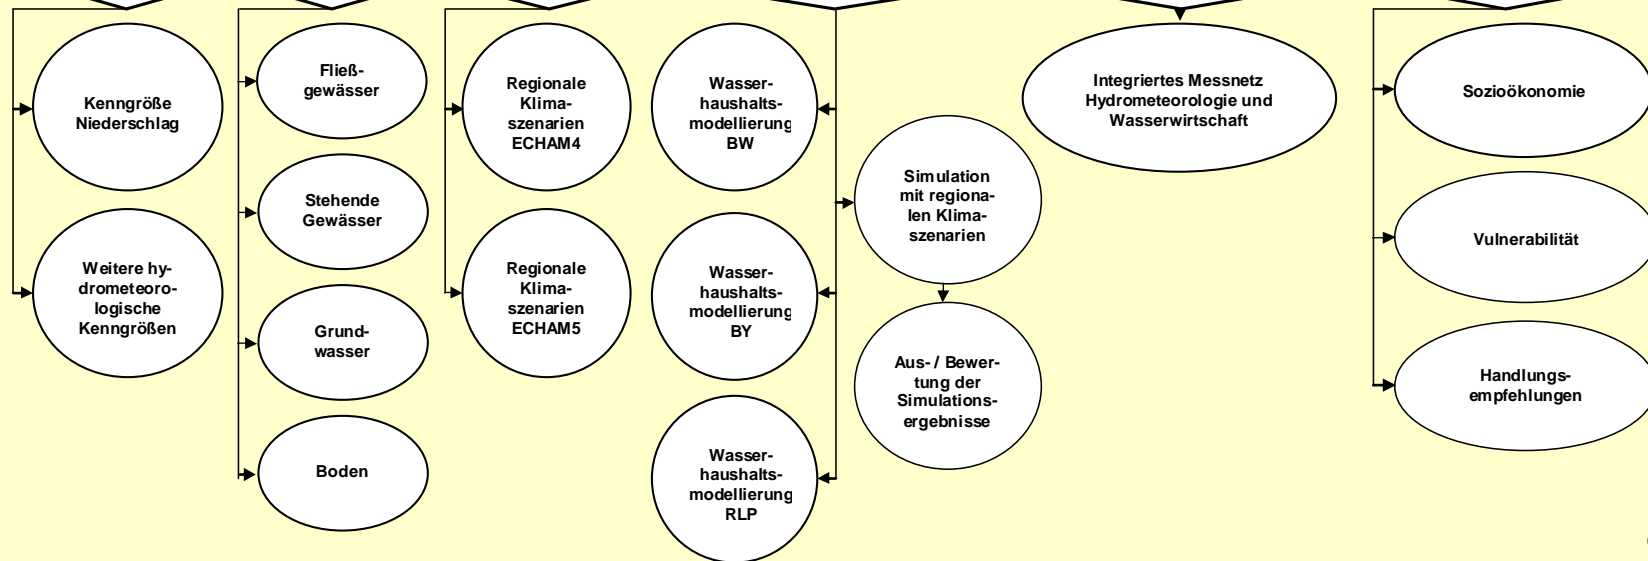 Kenngröße
Niederschlag
Weitere hy-
drometeoro-
logische
Kenngrößen
Fließ-
gewässer
Stehende
Gewässer
Grund-
wasser
Boden
Regionale
Klima-
szenarien
ECHAM4
Regionale
Klima-
szenarien
ECHAM5
Wasser-
haushalts-
modellierung
BW
Wasser-
haushalts-
modellierung
BY
Wasser-
haushalts-
modellierung
RLP
Simulation
mit regiona-
len Klima-
szenarien
Aus- / Bewer-
tung der
Simulations-
ergebnisse
Integriertes Messnetz
Hydrometeorologie und
Wasserwirtschaft
Sozioökonomie
Vulnerabilität
Handlungs-
empfehlungen